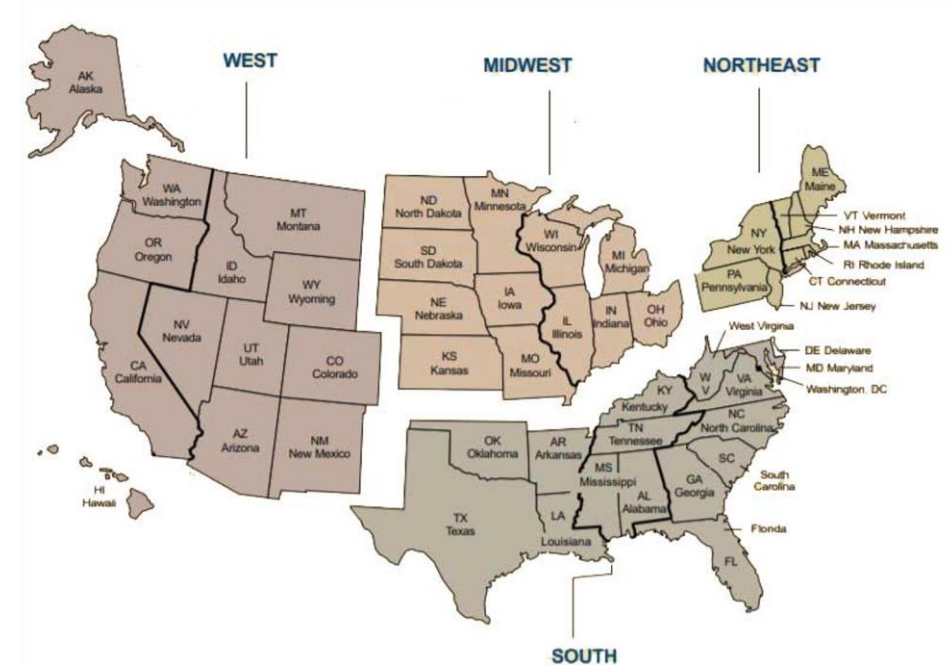 WEST
MIDWEST
NORTHEAST
AK
Alaska
WA
Washington
OR
Oregon
CA
California
NV
Nevada
ID
Idaho
MT
Montana
WY
Wyoming
UT
Utah
CO
Colorado
AZ
Arizona
NM
New Mexico
HI
Hawaii
ND
North Dakota
SD
South Dakota
NE
Nebraska
KS
Kansas
MN
Minnesota
IA
Iowa
MO
Missouri
WI
Wisconsin
IL
Illinois
MI
Michigan
IN
Indiana
OH
Ohio
ME
Maine
VT Vermont
NH New Hampshire
MA Massachusetts
RI Rhode Island
CT Connecticut
NY
New York
PA
Pennsylvania
NJ New Jersey
West Virginia
DE Delaware
MD Maryland
Washington, DC
W
V
VA
Virginia
KY
Kentucky
NC
North Carolina
TN
Tennessee
SC
South
Carolina
GA
Georgia
OK
Oklahoma
AR
Arkansas
MS
Mississippi
AL
Alabama
TX
Texas
LA
Louisiana
Florida
FL
SOUTH